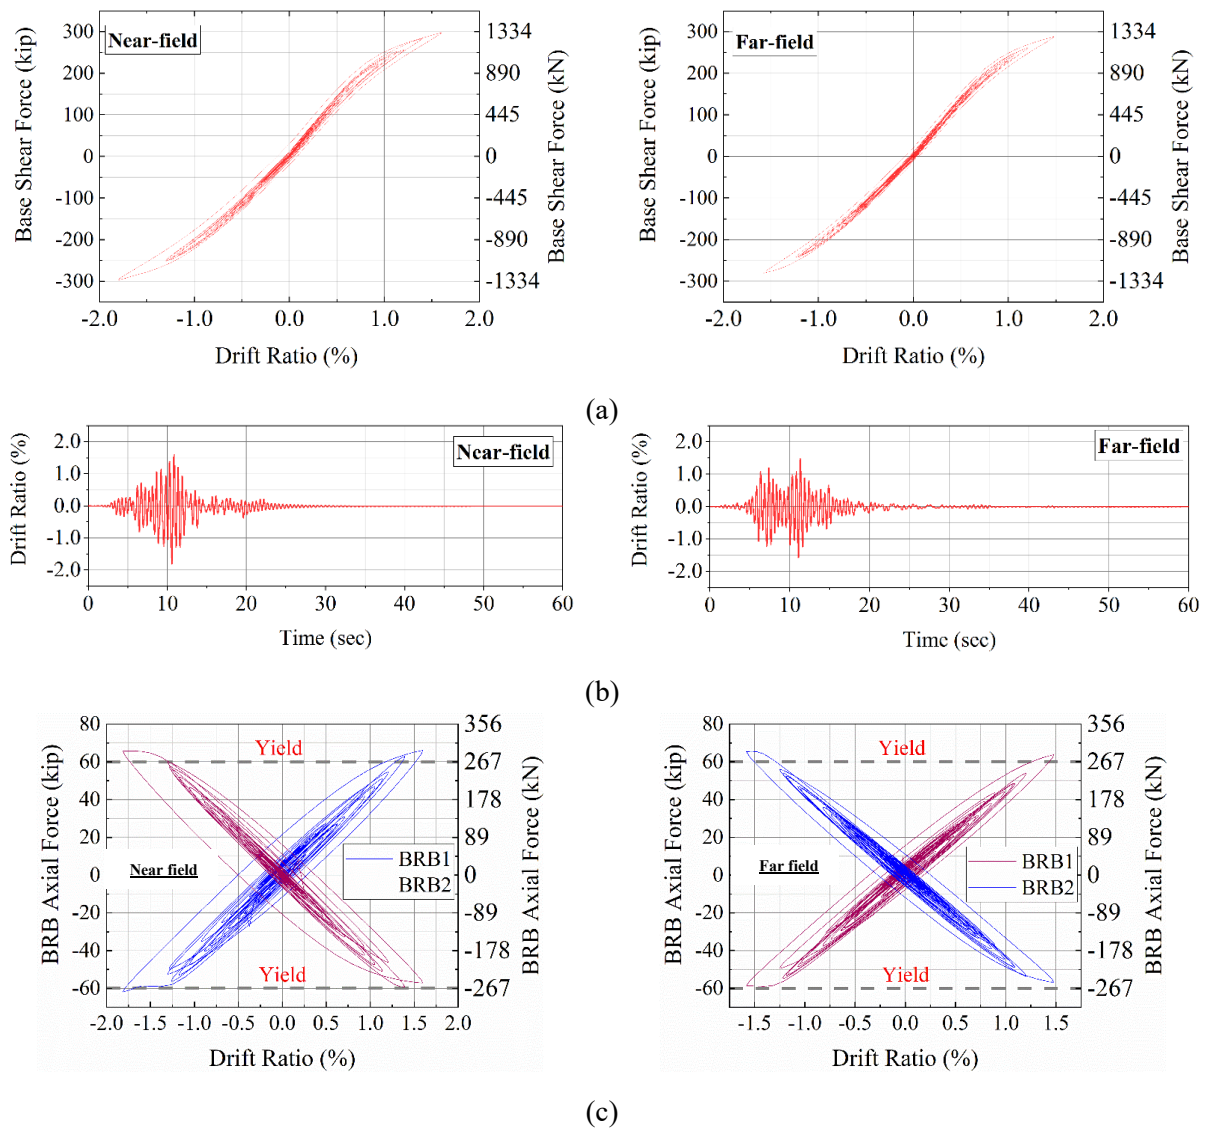 Near-field
Base Shear Force (kip)
300
200
100
0
-100
-200
-300
1334
890
445
0
-445
-890
-1334
Base Shear Force (kN)
-2.0 -1.0 0.0 1.0 2.0
Drift Ratio (%)
Far-field
Base Shear Force (kip)
300
200
100
0
-100
-200
-300
1334
890
445
0
-445
-890
-1334
Base Shear Force (kN)
-2.0 -1.0 0.0 1.0 2.0
Drift Ratio (%)
(a)
Near-field
Drift Ratio (%)
2.0
1.0
0.0
-1.0
-2.0
0 10 20 30 40 50 60
Time (sec)
Far-field
Drift Ratio (%)
2.0
1.0
0.0
-1.0
-2.0
0 10 20 30 40 50 60
Time (sec)
(b)
BRB Axial Force (kip)
80
60
40
20
0
-20
-40
-60
356
267
178
89
0
-89
-178
-267
BRB Axial Force (kN)
Yield
Near field
BRB1
BRB2
Yield
-2.0 -1.5 -1.0 -0.5 0.0 0.5 1.0 1.5 2.0
Drift Ratio (%)
BRB Axial Force (kip)
80
60
40
20
0
-20
-40
-60
356
267
178
89
0
-89
-178
-267
BRB Axial Force (kN)
Yield
Far field
BRB1
BRB2
Yield
-1.5 -1.0 -0.5 0.0 0.5 1.0 1.5
Drift Ratio (%)
(c)